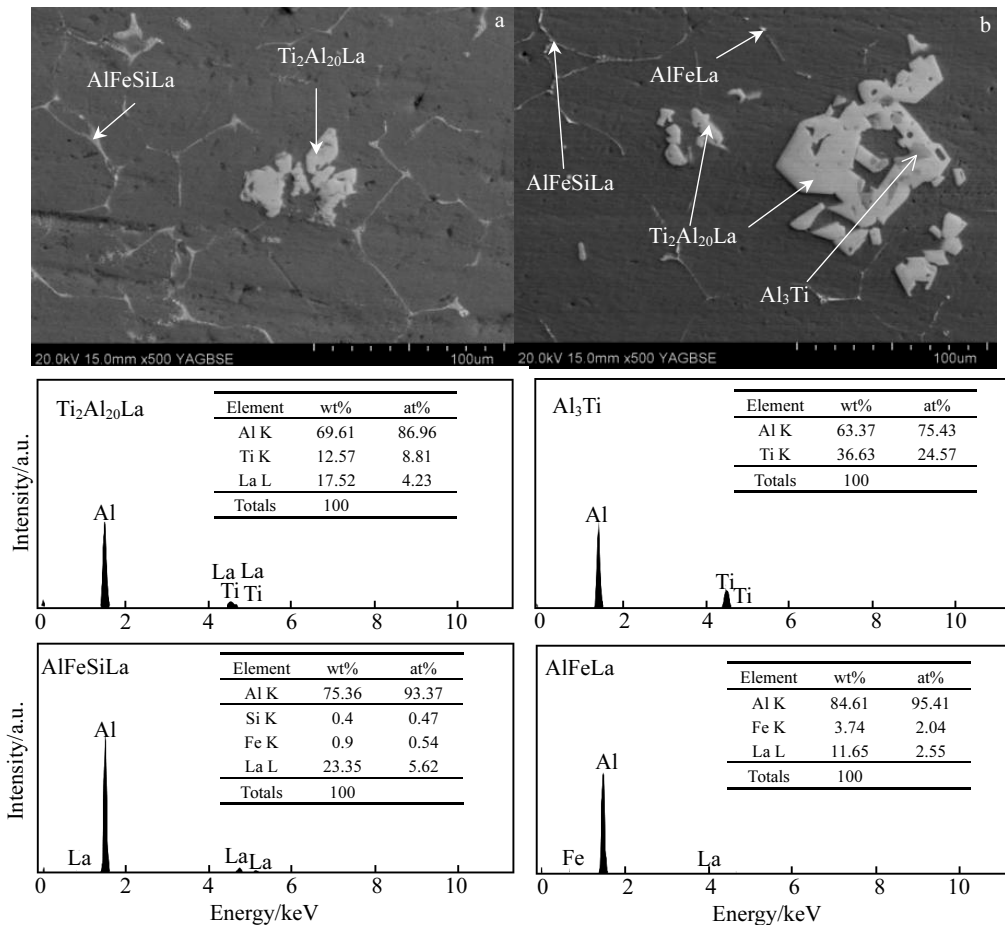 a
Ti₂Al₂₀La
AlFeSiLa
20.0kV 15.0mm x500 YAGBSE 100um
b
AlFeLa
AlFeSiLa
Ti₂Al₂₀La
Al₃Ti
20.0kV 15.0mm x500 YAGBSE 100um
Ti₂Al₂₀La
Element wt% at%
Al K 69.61 86.96
Ti K 12.57 8.81
La L 17.52 4.23
Totals 100
Intensity/a.u.
Al
La La
Ti Ti
0 2 4 6 8 10
Al₃Ti
Element wt% at%
Al K 63.37 75.43
Ti K 36.63 24.57
Totals 100
Al
Ti
Ti
0 2 4 6 8 10
AlFeSiLa
Element wt% at%
Al K 75.36 93.37
Si K 0.4 0.47
Fe K 0.9 0.54
La L 23.35 5.62
Totals 100
Intensity/a.u.
Al
La La La
0 2 4 6 8 10
Energy/keV
AlFeLa
Element wt% at%
Al K 84.61 95.41
Fe K 3.74 2.04
La L 11.65 2.55
Totals 100
Al
Fe La
0 2 4 6 8 10
Energy/keV